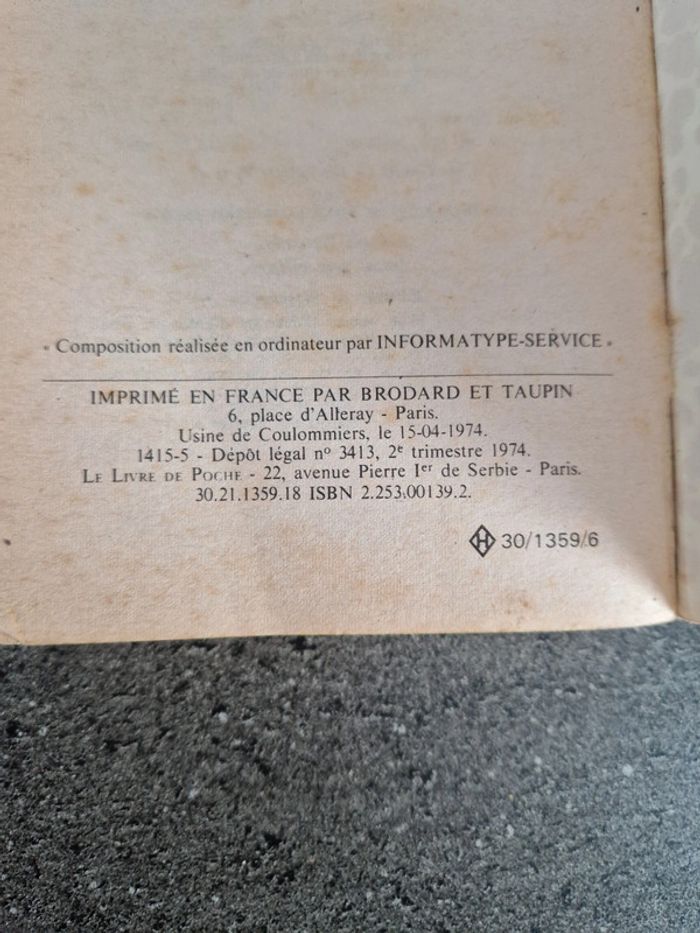 « Composition réalisée en ordinateur par INFORMATYPE-SERVICE »
IMPRIMÉ EN FRANCE PAR BRODARD ET TAUPIN
6, place d'Alleray - Paris.
Usine de Coulommiers, le 15-04-1974.
1415-5 - Dépôt légal nº 3413, 2e trimestre 1974.
LE LIVRE DE POCHE - 22, avenue Pierre Ier de Serbie - Paris.
30.21.1359.18 ISBN 2.253.00139.2.
H 30/1359/6